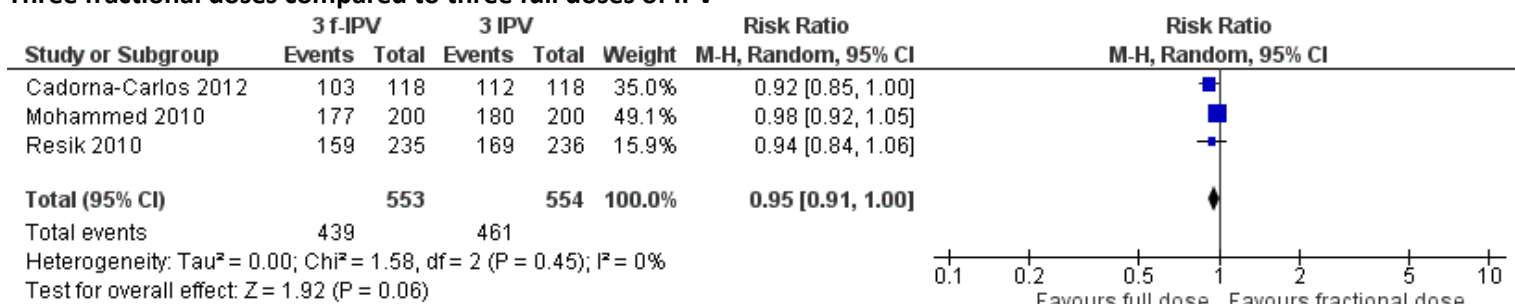 Three fractional doses compared to three full doses of IPV
3 f-IPV 3 IPV Risk Ratio Risk Ratio
Study or Subgroup Events Total Events Total Weight M-H, Random, 95% CI M-H, Random, 95% CI
Cadorna-Carlos 2012 103 118 112 118 35.0% 0.92 [0.85, 1.00]
Mohammed 2010 177 200 180 200 49.1% 0.98 [0.92, 1.05]
Resik 2010 159 235 169 236 15.9% 0.94 [0.84, 1.06]
Total (95% CI) 553 554 100.0% 0.95 [0.91, 1.00]
Total events 439 461
Heterogeneity: Tau² = 0.00; Chi² = 1.58, df = 2 (P = 0.45); I² = 0%
Test for overall effect: Z = 1.92 (P = 0.06)
0.1 0.2 0.5 1 2 5 10
Favours full dose Favours fractional dose